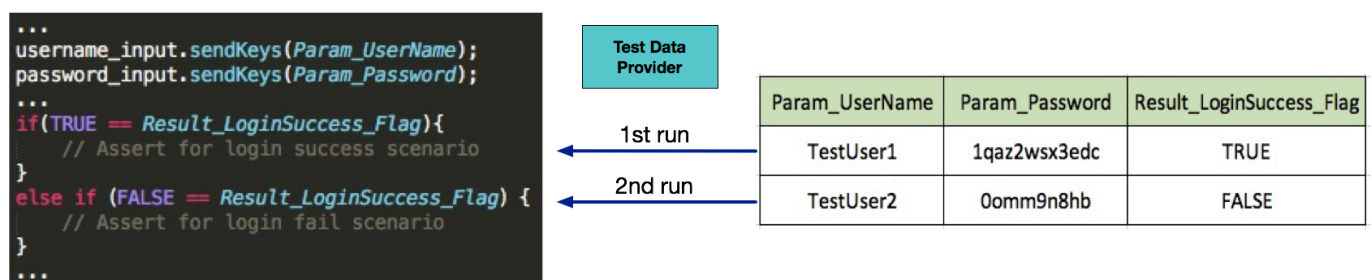 ...
username_input.sendKeys(Param_UserName);
password_input.sendKeys(Param_Password);
...
if(TRUE == Result_LoginSuccess_Flag){
// Assert for login success scenario
}
else if (FALSE == Result_LoginSuccess_Flag) {
// Assert for login fail scenario
}
...
Test Data
Provider
1st run
2nd run
Param_UserName Param_Password Result_LoginSuccess_Flag
TestUser1 1qaz2wsx3edc TRUE
TestUser2 0omm9n8hb FALSE